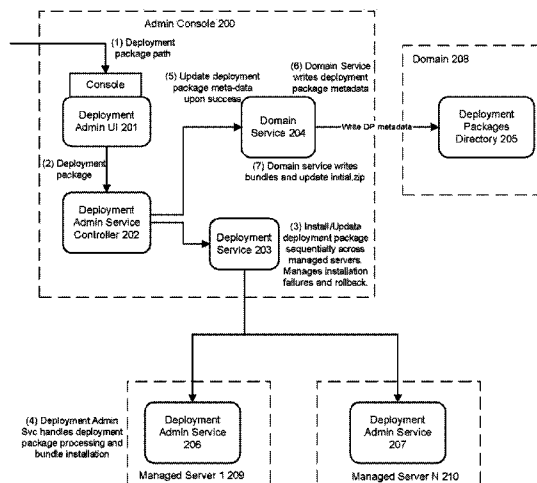 Admin Console 200
(1) Deployment
package path
Console
Deployment
Admin UI 201
(2) Deployment
package
Deployment
Admin Service
Controller 202
(5) Update deployment
package meta-data
upon success
(6) Domain Service
writes deployment
package metadata
Domain
Service 204
Write DP metadata
(7) Domain service writes
bundles and update initial.zip
Deployment
Service 203
(3) Install/Update
deployment package
sequentially across
managed servers.
Manages installation
failures and rollback.
Domain 208
Deployment
Packages
Directory 205
(4) Deployment Admin
Svc handles deployment
package processing and
bundle installation
Deployment
Admin Service
206
Managed Server 1 209
Deployment
Admin Service
207
Managed Server N 210